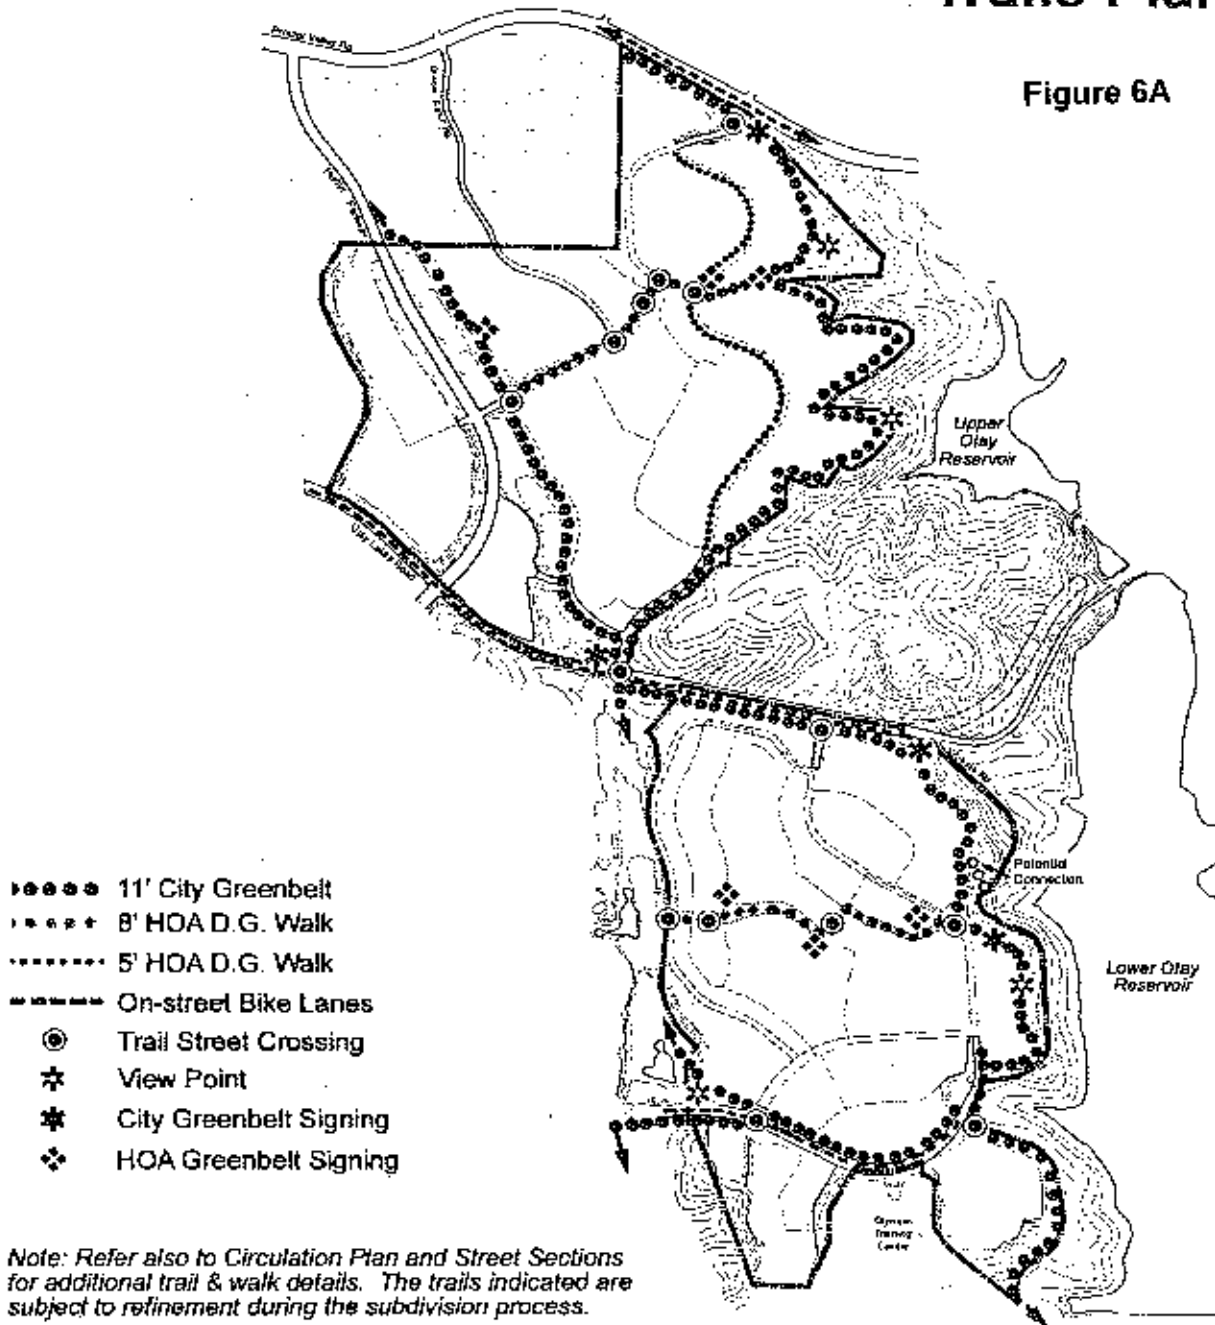 Trails Plan
Figure 6A
Upper
Otay
Reservoir
Potential
Connection
Lower Otay
Reservoir
11' City Greenbelt
8' HOA D.G. Walk
5' HOA D.G. Walk
On-street Bike Lanes
Trail Street Crossing
View Point
City Greenbelt Signing
HOA Greenbelt Signing
Olympic
Training
Center
Note: Refer also to Circulation Plan and Street Sections
for additional trail & walk details. The trails indicated are
subject to refinement during the subdivision process.